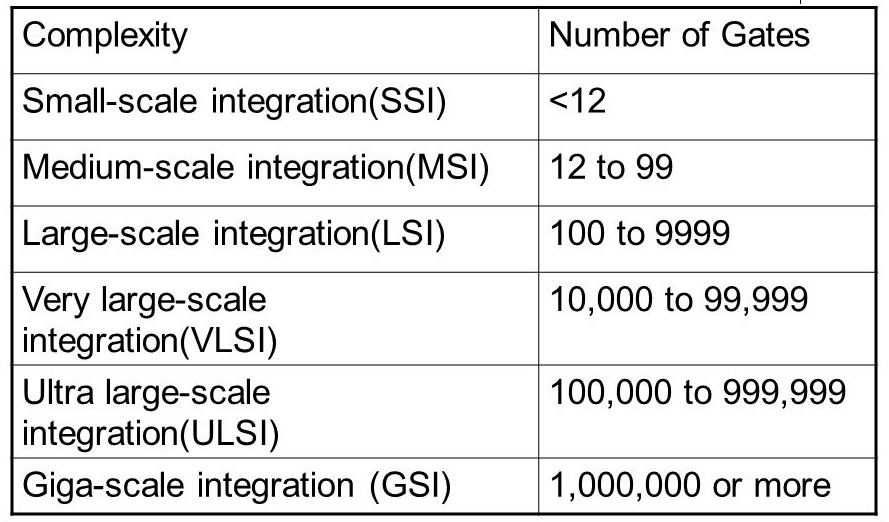 Complexity
Number of Gates
Small-scale integration(SSI)
<12
Medium-scale integration(MSI)
12 to 99
Large-scale integration(LSI)
100 to 9999
Very large-scale
integration(VLSI)
10,000 to 99,999
Ultra large-scale
integration(ULSI)
100,000 to 999,999
Giga-scale integration (GSI)
1,000,000 or more